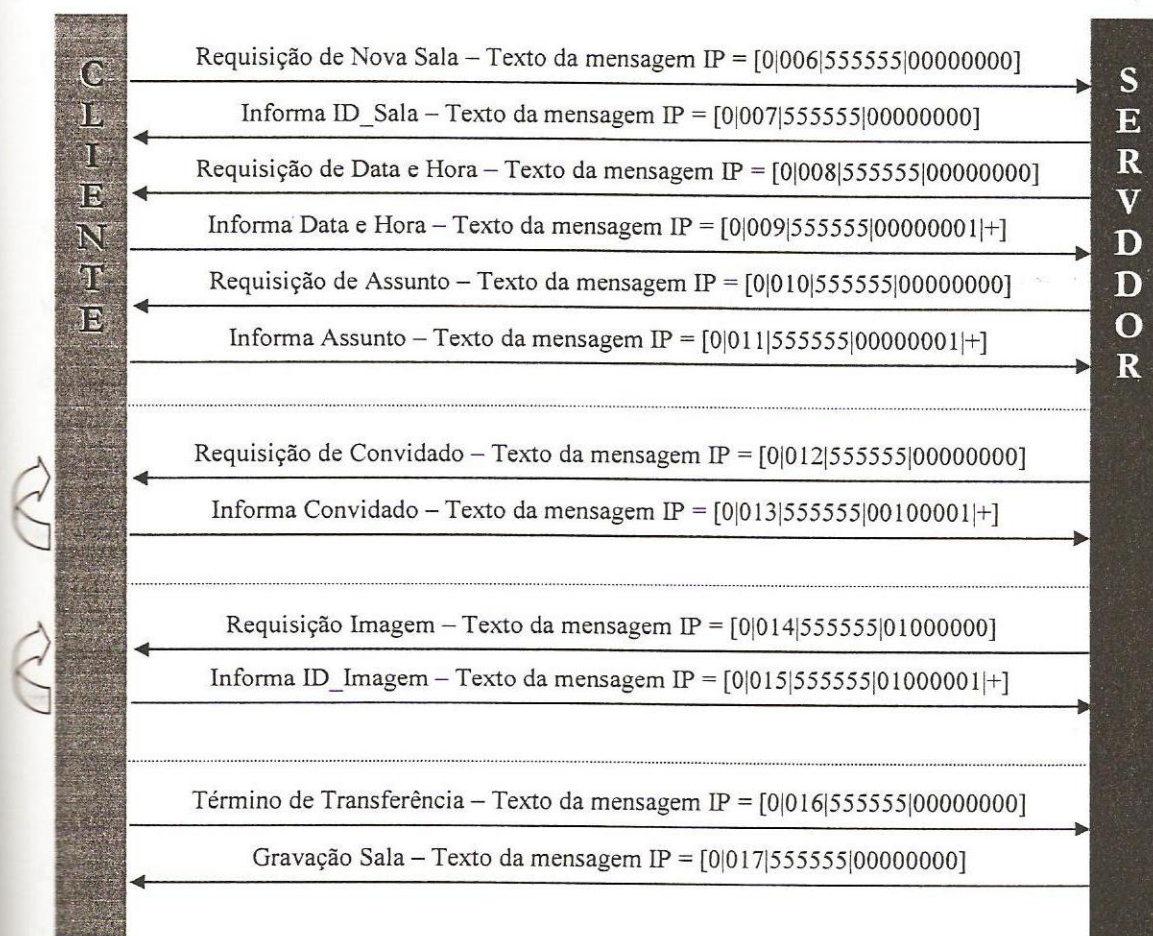 CLIENTE
SERVDDOR
Requisição de Nova Sala – Texto da mensagem IP = [0|006|555555|00000000]
Informa ID_Sala – Texto da mensagem IP = [0|007|555555|00000000]
Requisição de Data e Hora – Texto da mensagem IP = [0|008|555555|00000000]
Informa Data e Hora – Texto da mensagem IP = [0|009|555555|00000001|+]
Requisição de Assunto – Texto da mensagem IP = [0|010|555555|00000000]
Informa Assunto – Texto da mensagem IP = [0|011|555555|00000001|+]
Requisição de Convidado – Texto da mensagem IP = [0|012|555555|00000000]
Informa Convidado – Texto da mensagem IP = [0|013|555555|00100001|+]
Requisição Imagem – Texto da mensagem IP = [0|014|555555|01000000]
Informa ID_Imagem – Texto da mensagem IP = [0|015|555555|01000001|+]
Término de Transferência – Texto da mensagem IP = [0|016|555555|00000000]
Gravação Sala – Texto da mensagem IP = [0|017|555555|00000000]